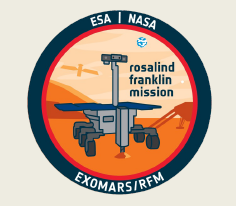 ESA | NASA
rosalind
franklin
mission
EXOMARS/RFM